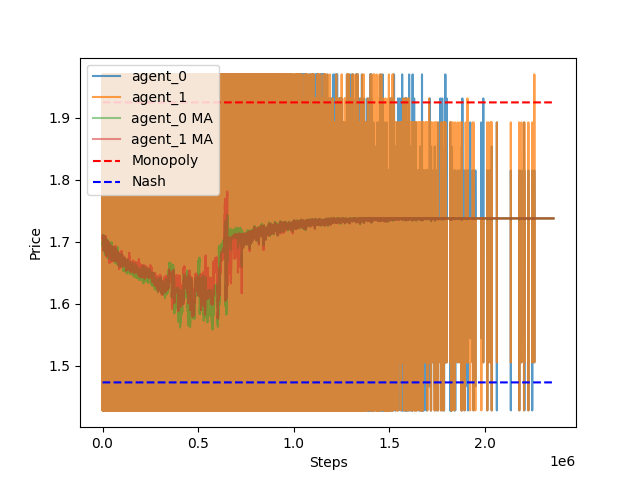 agent_0
agent_1
agent_0 MA
agent_1 MA
Monopoly
Nash
1.9
1.8
1.7
1.6
1.5
Price
0.0 0.5 1.0 1.5 2.0
1e6
Steps